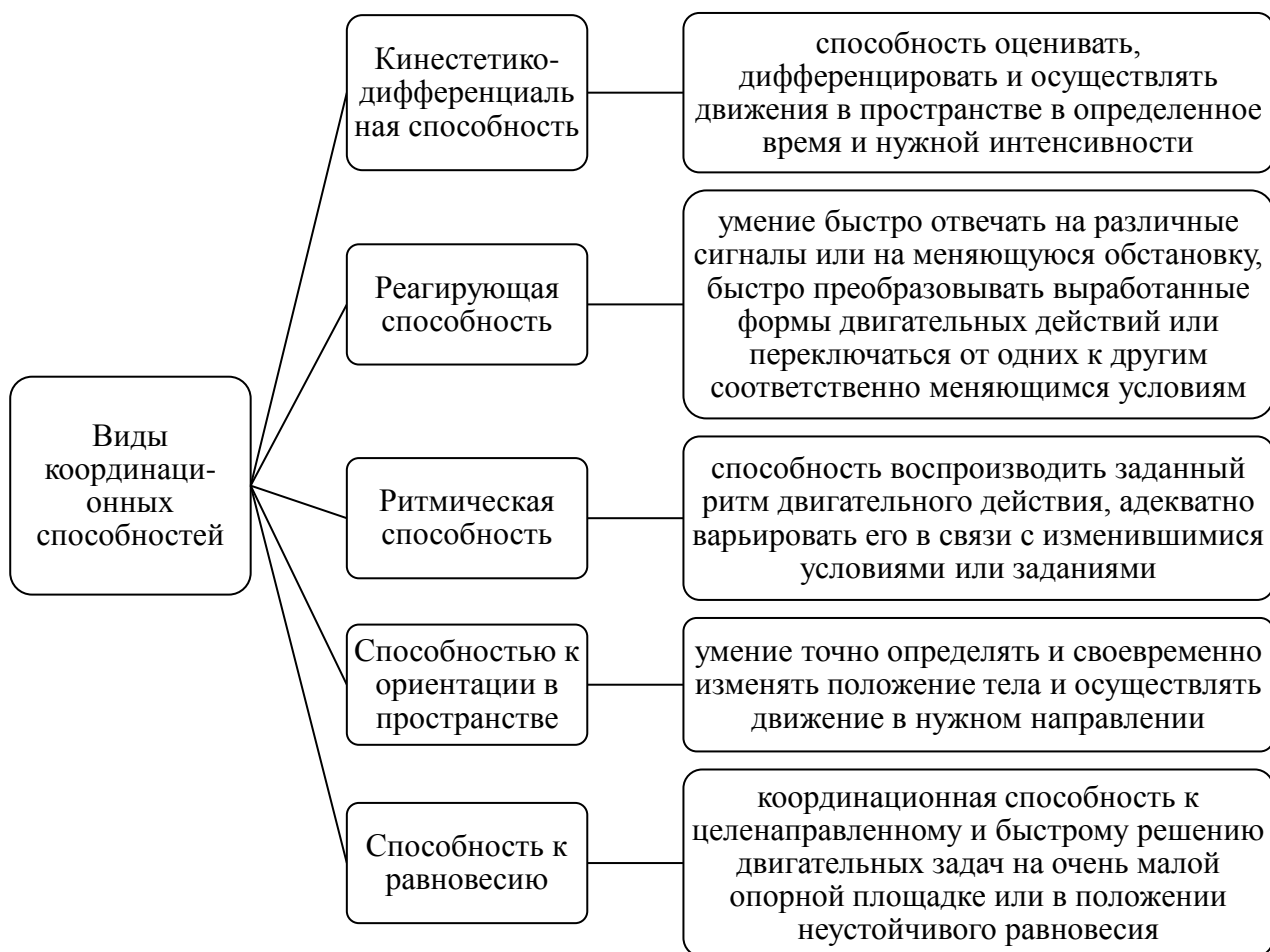 Виды
координаци-
онных
способностей
Кинестетико-
дифференциаль
ная способность
способность оценивать,
дифференцировать и осуществлять
движения в пространстве в определенное
время и нужной интенсивности
Реагирующая
способность
умение быстро отвечать на различные
сигналы или на меняющуюся обстановку,
быстро преобразовывать выработанные
формы двигательных действий или
переключаться от одних к другим
соответственно меняющимся условиям
Ритмическая
способность
способность воспроизводить заданный
ритм двигательного действия, адекватно
варьировать его в связи с изменившимися
условиями или заданиями
Способностью к
ориентации в
пространстве
умение точно определять и своевременно
изменять положение тела и осуществлять
движение в нужном направлении
Способность к
равновесию
координационная способность к
целенаправленному и быстрому решению
двигательных задач на очень малой
опорной площадке или в положении
неустойчивого равновесия